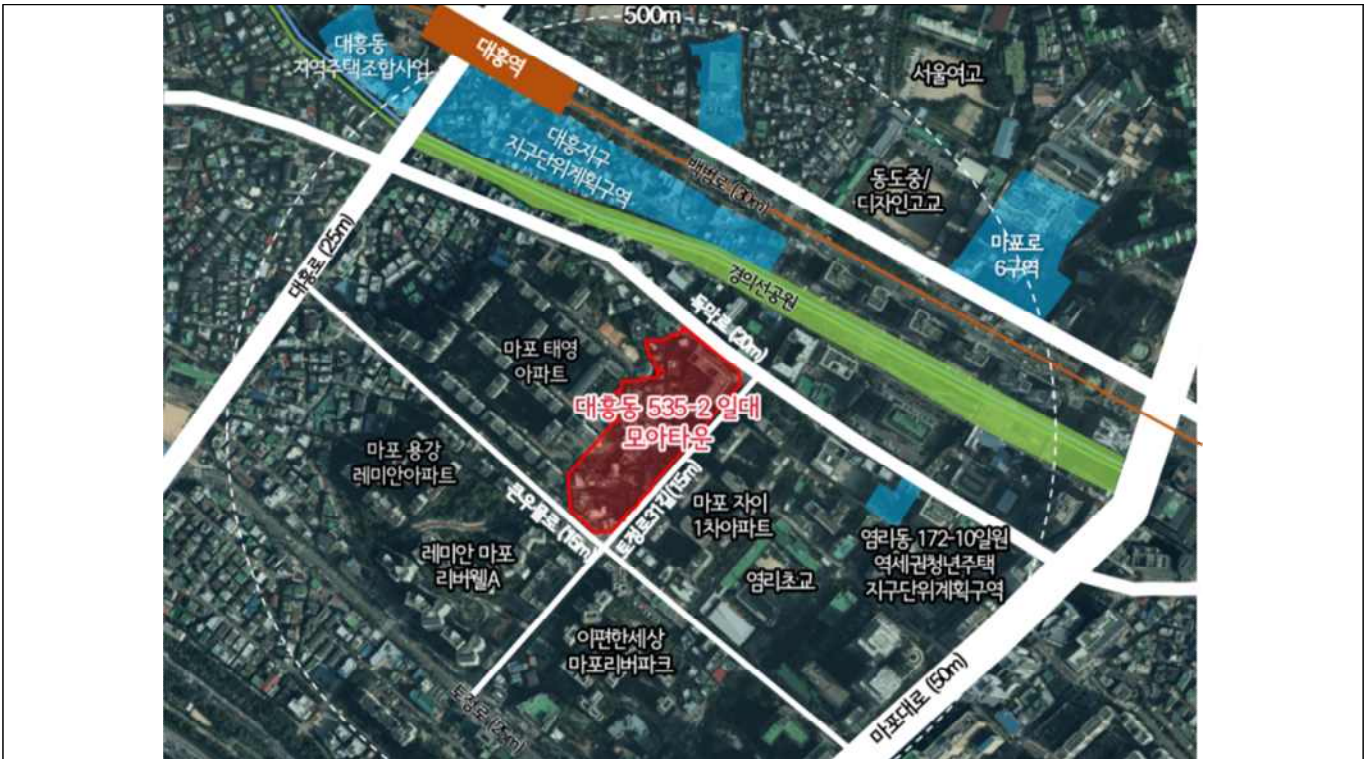 500m
대흥동
지역주택조합사업
대흥역
서울여고
대흥지구
지구단위계획구역
백범로 (30m)
동도중/
디자인고교
마포로
6구역
대흥로 (25m)
경의선공원
독막로 (20m)
마포 태영
아파트
대흥동 535-2 일대
모아타운
마포 용강
레미안아파트
큰우물로 (15m)
토정로31길(15m)
마포 자이
1차아파트
염리동 172-10일원
역세권청년주택
지구단위계획구역
레미안 마포
리버웰A
염리초교
이편한세상
마포리버파크
토정로 (25m)
마포대로 (50m)